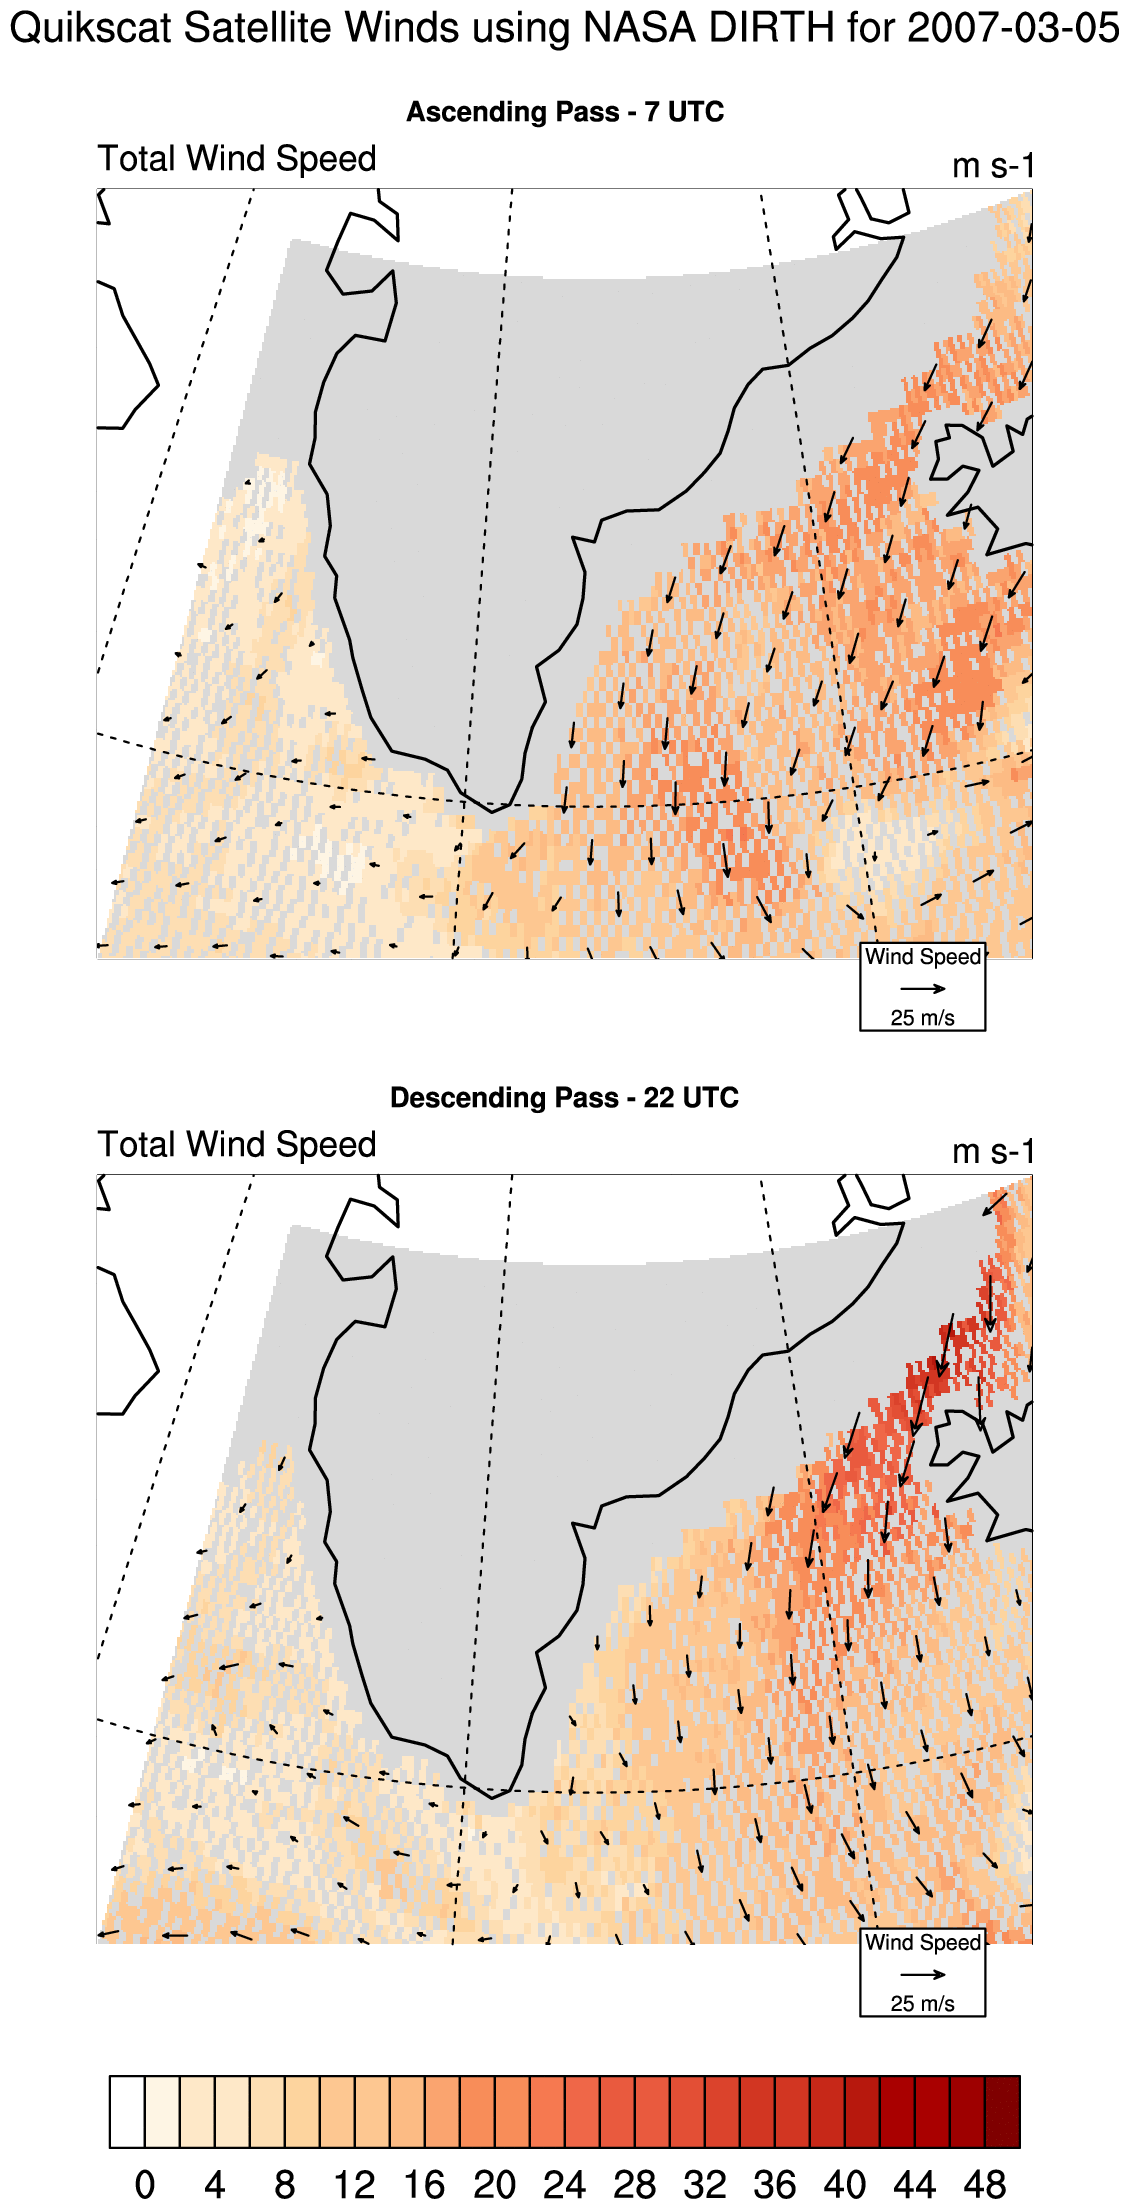 Quikscat Satellite Winds using NASA DIRTH for 2007-03-05
Ascending Pass - 7 UTC
Total Wind Speed
m s-1
Wind Speed
25 m/s
Descending Pass - 22 UTC
Total Wind Speed
m s-1
Wind Speed
25 m/s
0 4 8 12 16 20 24 28 32 36 40 44 48